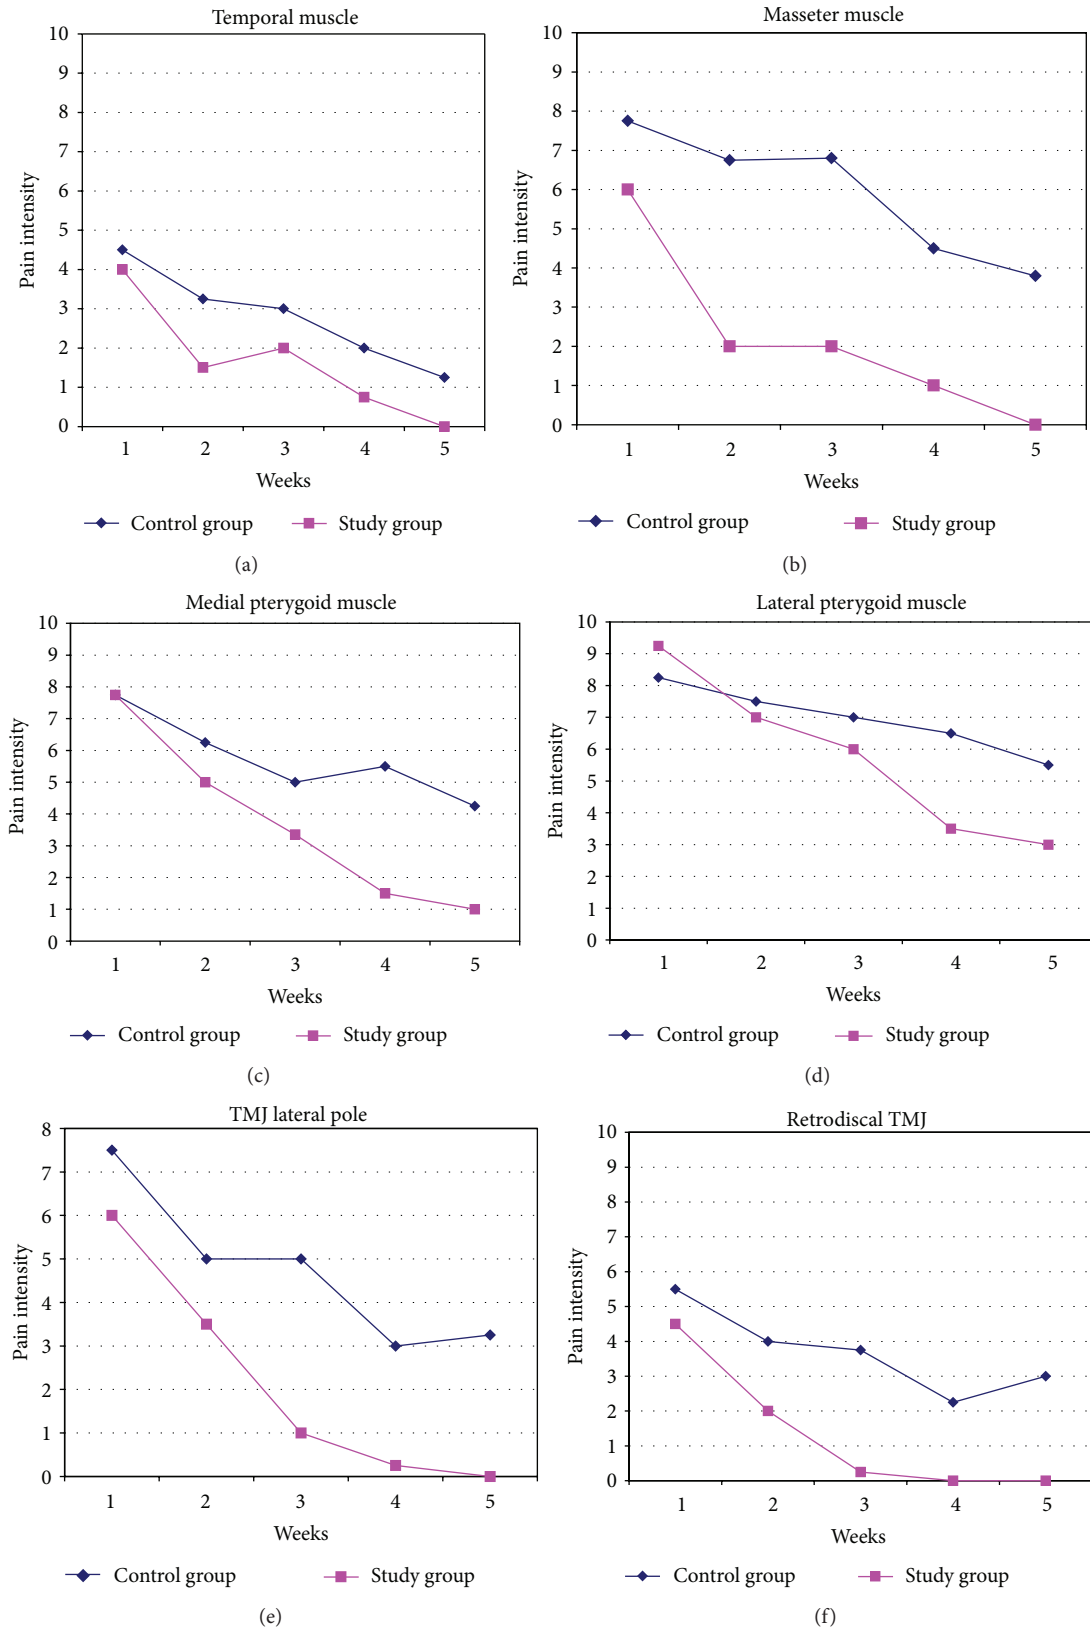 Temporal muscle
10
9
8
7
6
5
4
3
2
1
0
Pain intensity
1 2 3 4 5
Weeks
Control group Study group
(a)
Masseter muscle
10
9
8
7
6
5
4
3
2
1
0
Pain intensity
1 2 3 4 5
Weeks
Control group Study group
(b)
Medial pterygoid muscle
10
9
8
7
6
5
4
3
2
1
0
Pain intensity
1 2 3 4 5
Weeks
Control group Study group
(c)
Lateral pterygoid muscle
10
9
8
7
6
5
4
3
2
1
0
Pain intensity
1 2 3 4 5
Weeks
Control group Study group
(d)
TMJ lateral pole
8
7
6
5
4
3
2
1
0
Pain intensity
1 2 3 4 5
Weeks
Control group Study group
(e)
Retrodiscal TMJ
10
9
8
7
6
5
4
3
2
1
0
Pain intensity
1 2 3 4 5
Weeks
Control group Study group
(f)